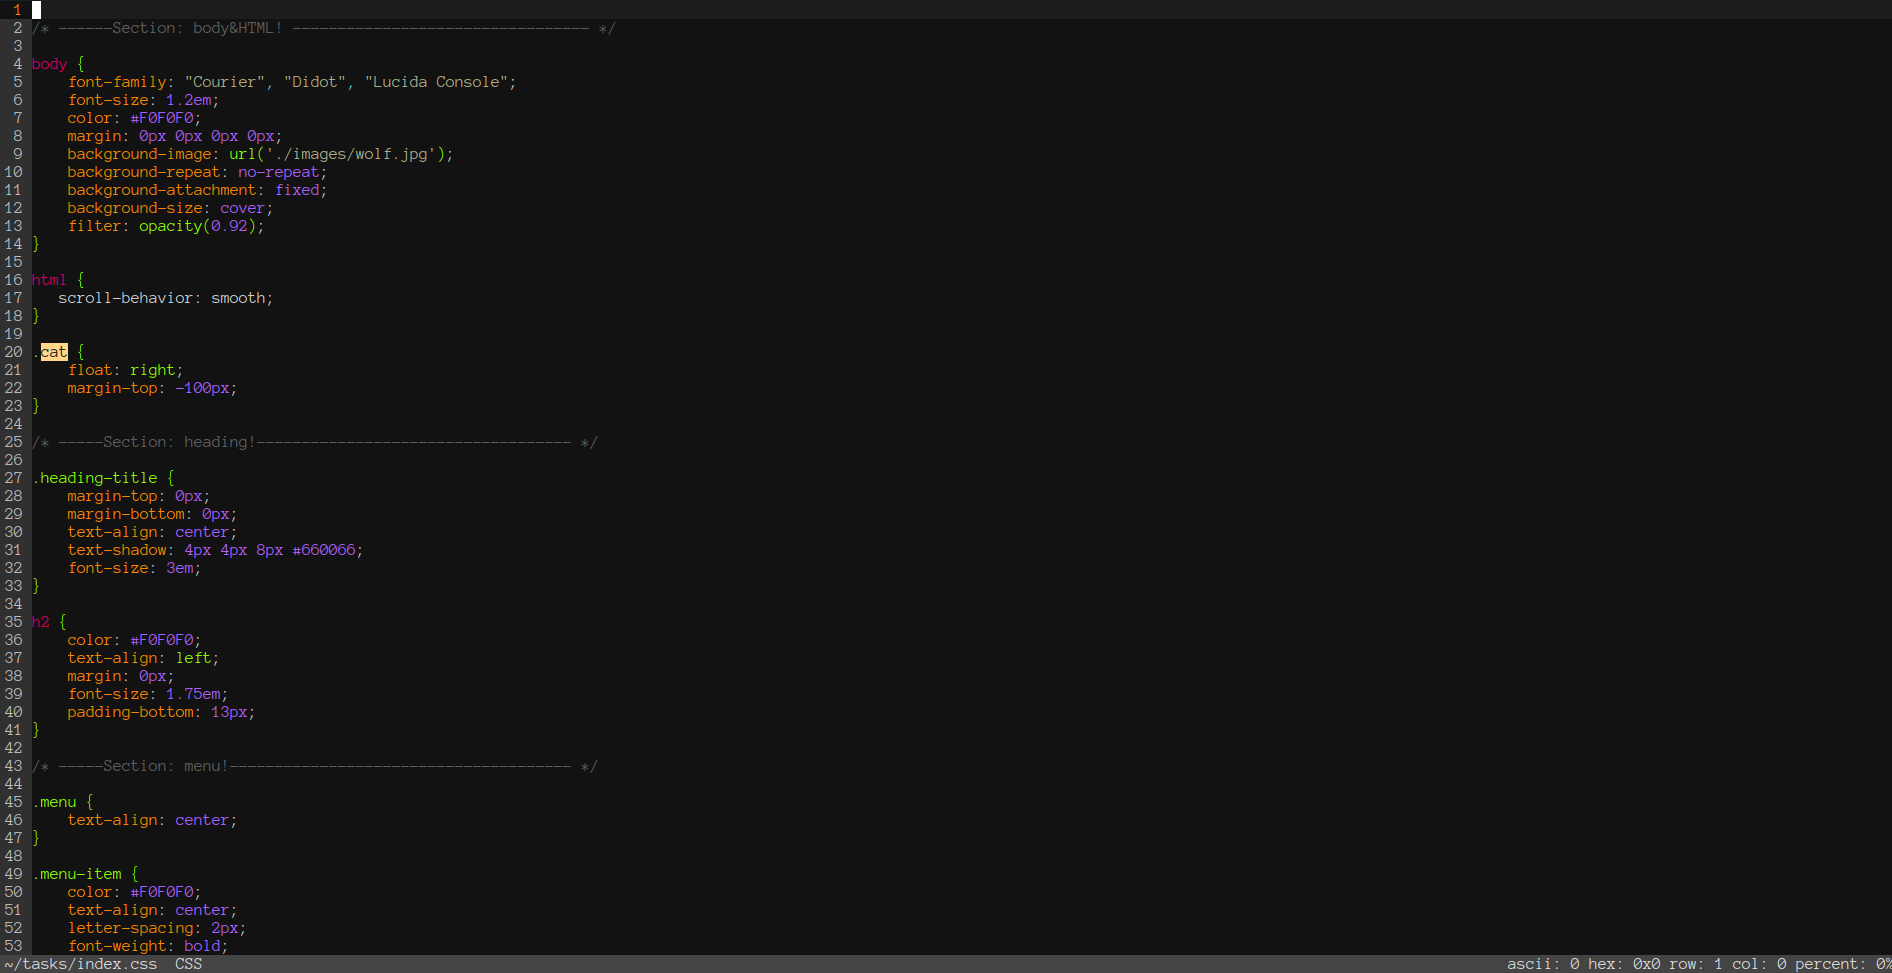 1
2 /* ------Section: body&HTML! --------------------------------- */
3
4 body {
5     font-family: "Courier", "Didot", "Lucida Console";
6     font-size: 1.2em;
7     color: #F0F0F0;
8     margin: 0px 0px 0px 0px;
9     background-image: url('./images/wolf.jpg');
10     background-repeat: no-repeat;
11     background-attachment: fixed;
12     background-size: cover;
13     filter: opacity(0.92);
14 }
15
16 html {
17    scroll-behavior: smooth;
18 }
19
20 .cat {
21     float: right;
22     margin-top: -100px;
23 }
24
25 /* -----Section: heading!----------------------------------- */
26
27 .heading-title {
28     margin-top: 0px;
29     margin-bottom: 0px;
30     text-align: center;
31     text-shadow: 4px 4px 8px #660066;
32     font-size: 3em;
33 }
34
35 h2 {
36     color: #F0F0F0;
37     text-align: left;
38     margin: 0px;
39     font-size: 1.75em;
40     padding-bottom: 13px;
41 }
42
43 /* -----Section: menu!-------------------------------------- */
44
45 .menu {
46     text-align: center;
47 }
48
49 .menu-item {
50     color: #F0F0F0;
51     text-align: center;
52     letter-spacing: 2px;
53     font-weight: bold;
~/tasks/index.css  CSS ascii: 0 hex: 0x0 row: 1 col: 0 percent: 0%